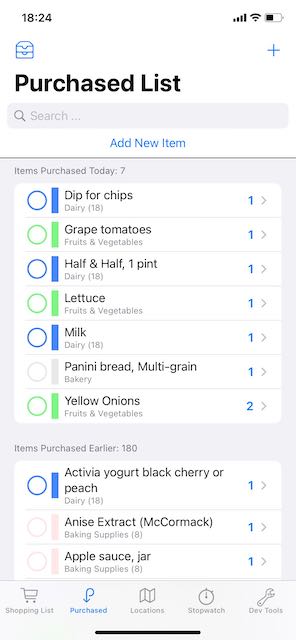 18:24
Purchased List
Search ...
Add New Item
Items Purchased Today: 7
Dip for chips
Dairy (18)
1
Grape tomatoes
Fruits & Vegetables
1
Half & Half, 1 pint
Dairy (18)
1
Lettuce
Fruits & Vegetables
1
Milk
Dairy (18)
1
Panini bread, Multi-grain
Bakery
1
Yellow Onions
Fruits & Vegetables
2
Items Purchased Earlier: 180
Activia yogurt black cherry or
peach
Dairy (18)
1
Anise Extract (McCormack)
Baking Supplies (8)
1
Apple sauce, jar
Baking Supplies (8)
1
Shopping List
Purchased
Locations
Stopwatch
Dev Tools